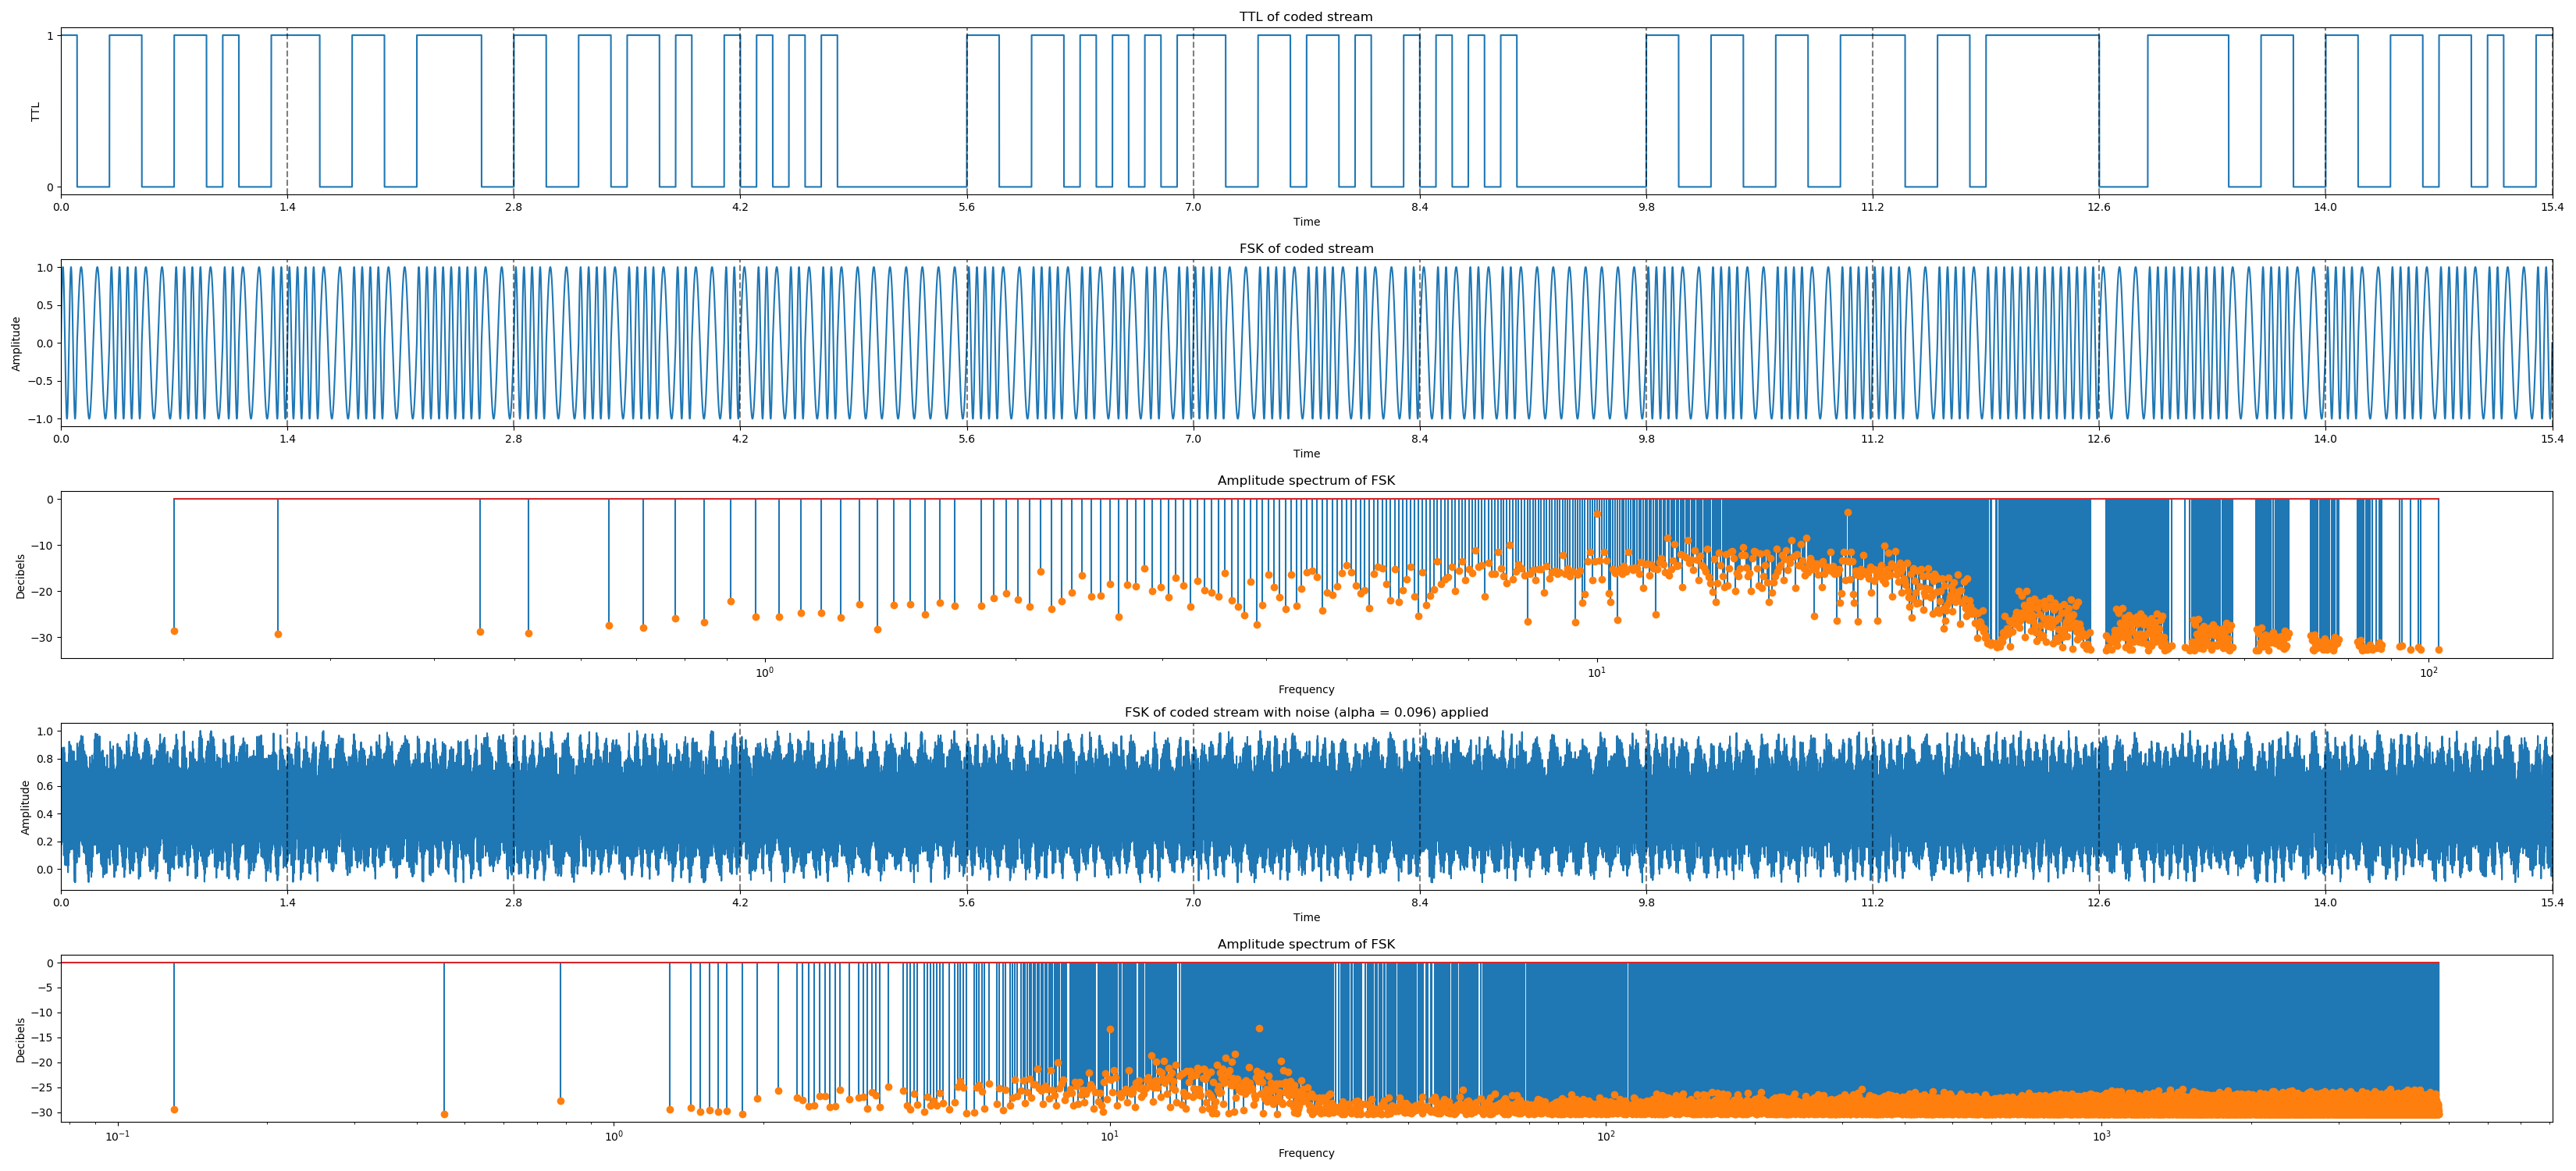 TTL of coded stream
1
0
TTL
0.0 1.4 2.8 4.2 5.6 7.0 8.4 9.8 11.2 12.6 14.0 15.4
Time
FSK of coded stream
1.0
0.5
0.0
−0.5
−1.0
Amplitude
0.0 1.4 2.8 4.2 5.6 7.0 8.4 9.8 11.2 12.6 14.0 15.4
Time
Amplitude spectrum of FSK
0
−10
−20
−30
Decibels
10⁰ 10¹ 10²
Frequency
FSK of coded stream with noise (alpha = 0.096) applied
1.0
0.8
0.6
0.4
0.2
0.0
Amplitude
0.0 1.4 2.8 4.2 5.6 7.0 8.4 9.8 11.2 12.6 14.0 15.4
Time
Amplitude spectrum of FSK
0
−5
−10
−15
−20
−25
−30
Decibels
10⁻¹ 10⁰ 10¹ 10² 10³
Frequency